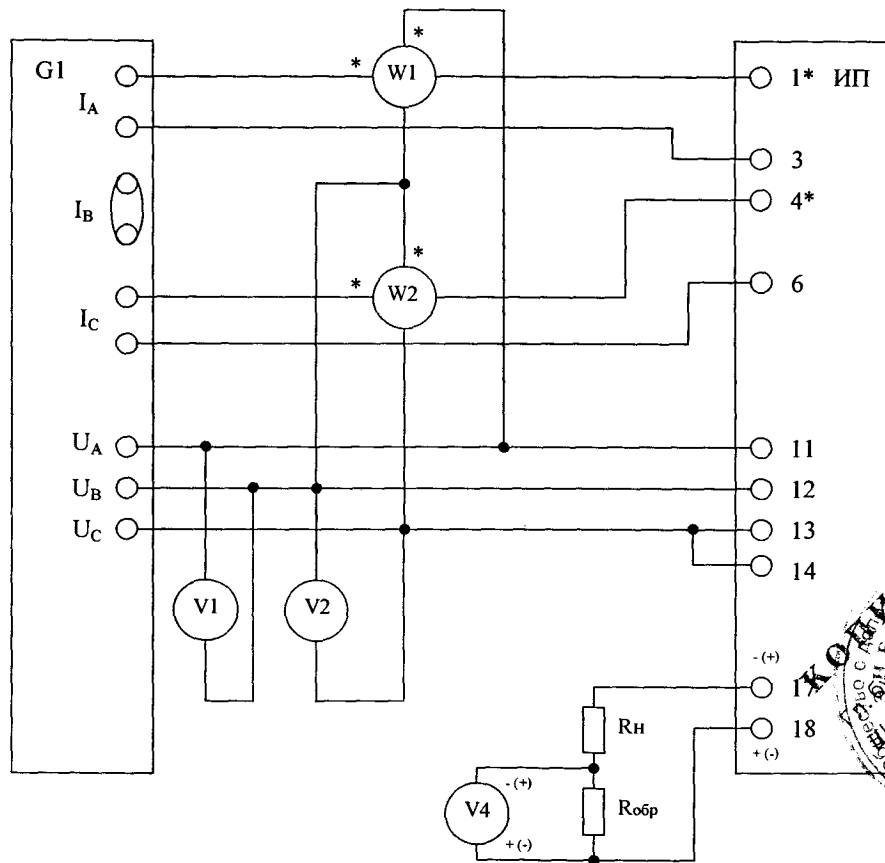 G1
I_A
I_B
I_C
U_A
U_B
U_C
*
*
W1
*
*
W2
V1
V2
1* ИП
3
4*
6
11
12
13
14
- (+)
17
18
+ (-)
Rн
Rобр
V4
- (+)
+ (-)